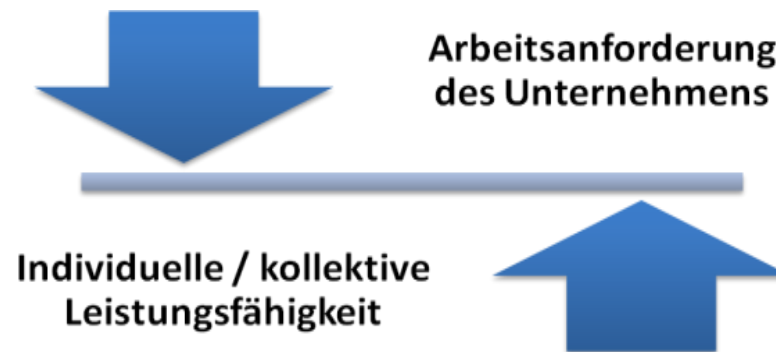 Arbeitsanforderung
des Unternehmens
Individuelle / kollektive
Leistungsfähigkeit